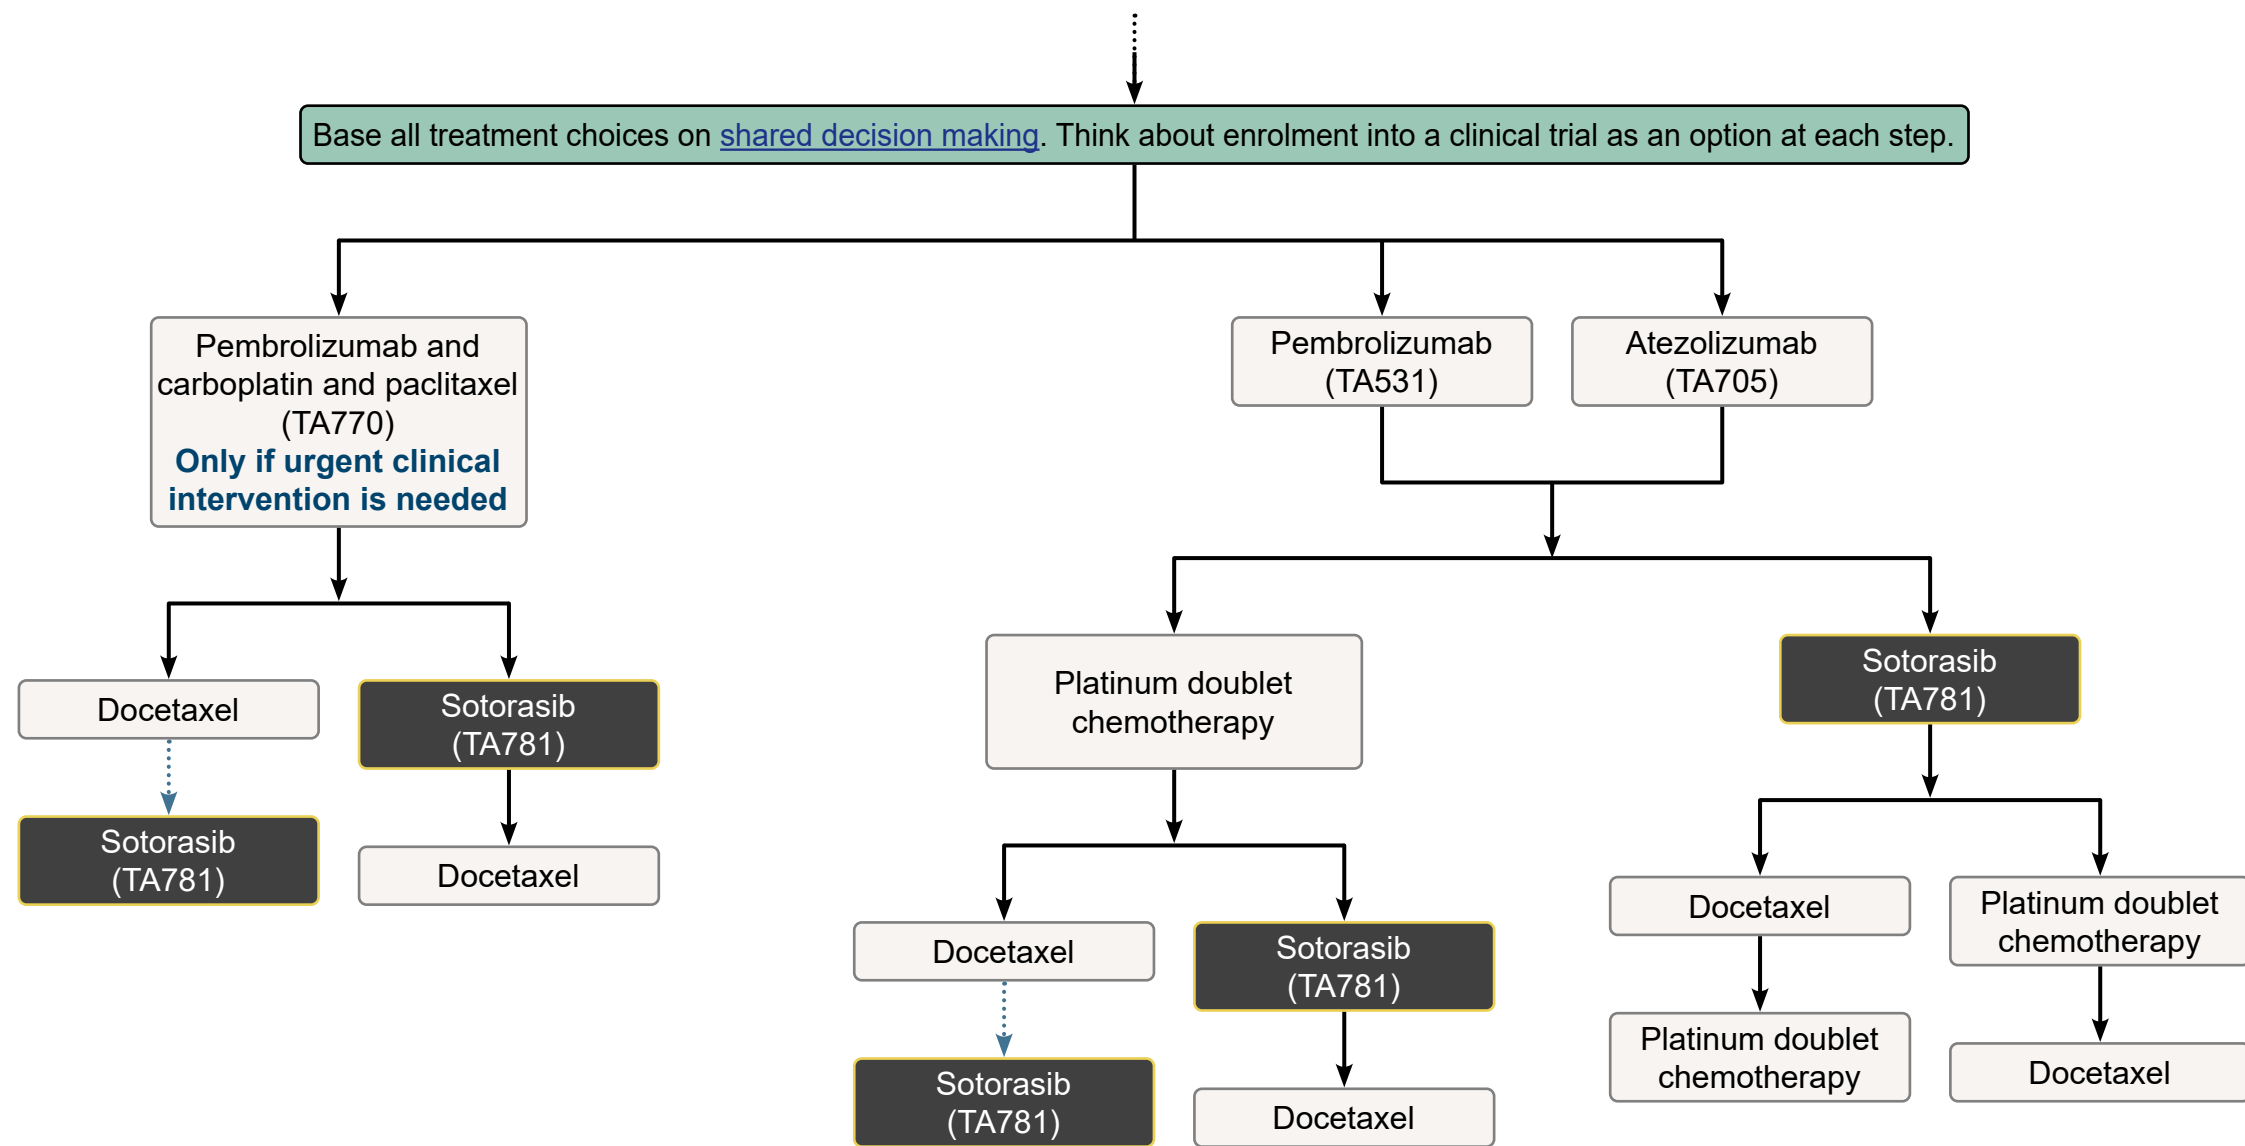 Base all treatment choices on shared decision making. Think about enrolment into a clinical trial as an option at each step.
Pembrolizumab and
carboplatin and paclitaxel
(TA770)
Only if urgent clinical
intervention is needed
Pembrolizumab
(TA531)
Atezolizumab
(TA705)
Docetaxel
Sotorasib
(TA781)
Sotorasib
(TA781)
Docetaxel
Platinum doublet
chemotherapy
Sotorasib
(TA781)
Docetaxel
Sotorasib
(TA781)
Sotorasib
(TA781)
Docetaxel
Docetaxel
Platinum doublet
chemotherapy
Platinum doublet
chemotherapy
Docetaxel